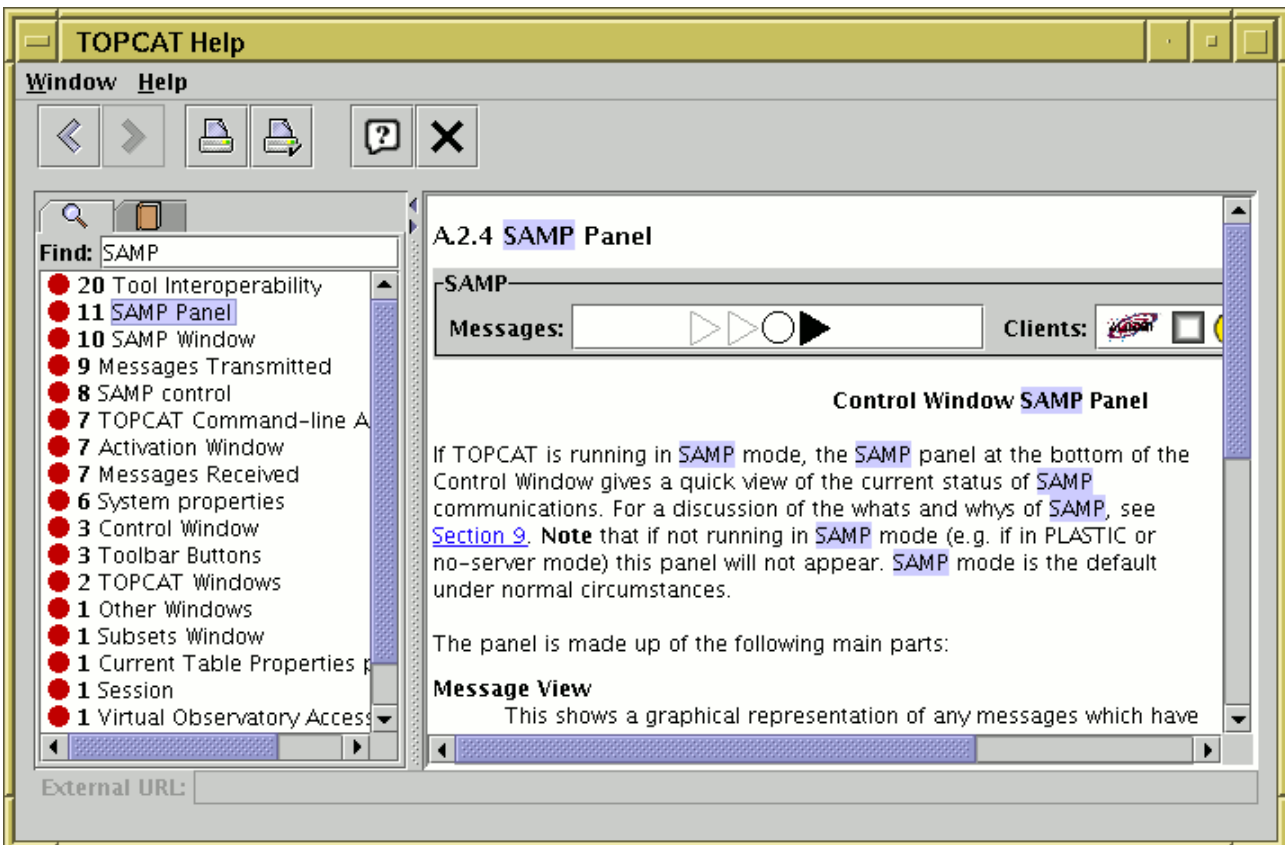 TOPCAT Help
Window Help
Find: SAMP
20 Tool Interoperability
11 SAMP Panel
10 SAMP Window
9 Messages Transmitted
8 SAMP control
7 TOPCAT Command-line A
7 Activation Window
7 Messages Received
6 System properties
3 Control Window
3 Toolbar Buttons
2 TOPCAT Windows
1 Other Windows
1 Subsets Window
1 Current Table Properties p
1 Session
1 Virtual Observatory Access
A.2.4 SAMP Panel
SAMP
Messages: Clients:
Control Window SAMP Panel
If TOPCAT is running in SAMP mode, the SAMP panel at the bottom of the
Control Window gives a quick view of the current status of SAMP
communications. For a discussion of the whats and whys of SAMP, see
Section 9. Note that if not running in SAMP mode (e.g. if in PLASTIC or
no-server mode) this panel will not appear. SAMP mode is the default
under normal circumstances.
The panel is made up of the following main parts:
Message View
This shows a graphical representation of any messages which have
External URL: